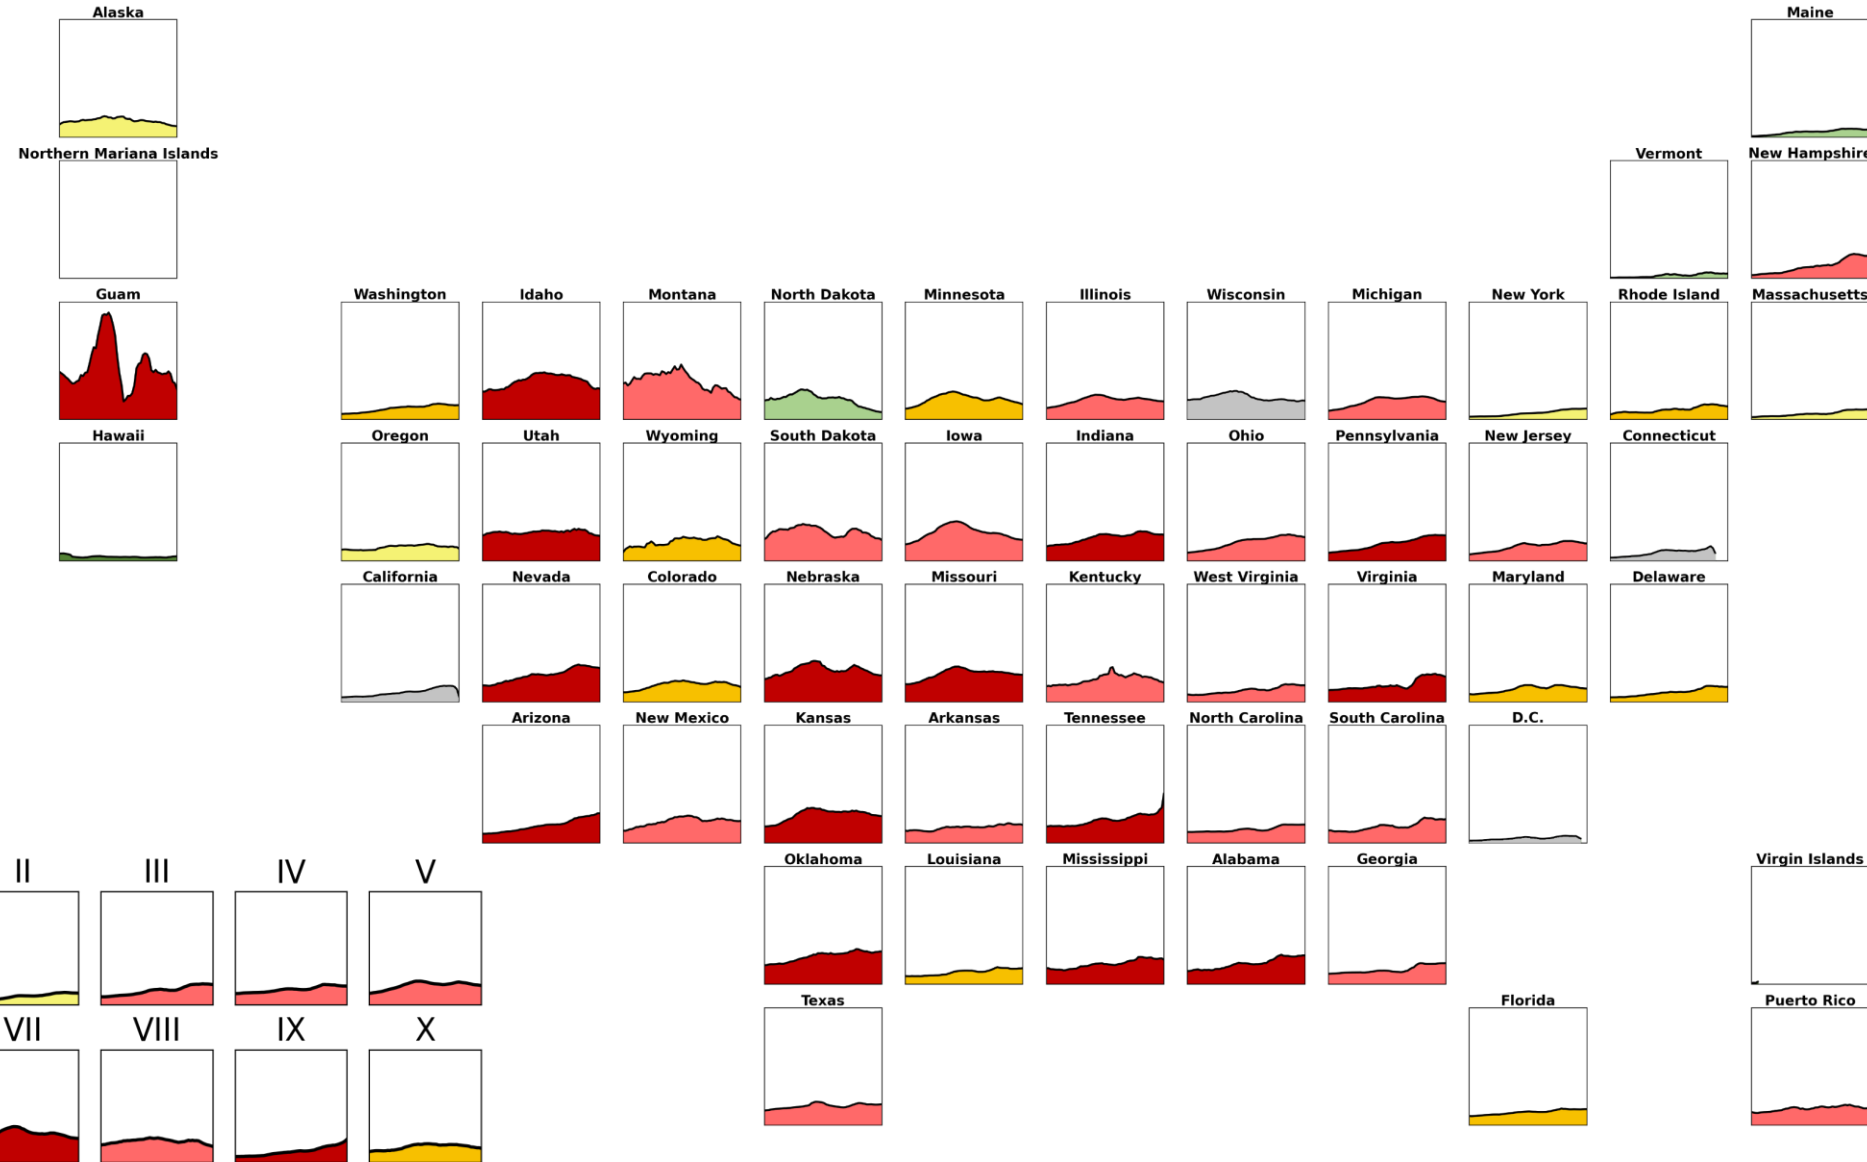 Alaska
Maine
Northern Mariana Islands
Vermont
New Hampshire
Guam
Washington
Idaho
Montana
North Dakota
Minnesota
Illinois
Wisconsin
Michigan
New York
Rhode Island
Massachusetts
Hawaii
Oregon
Utah
Wyoming
South Dakota
Iowa
Indiana
Ohio
Pennsylvania
New Jersey
Connecticut
California
Nevada
Colorado
Nebraska
Missouri
Kentucky
West Virginia
Virginia
Maryland
Delaware
Arizona
New Mexico
Kansas
Arkansas
Tennessee
North Carolina
South Carolina
D.C.
II
III
IV
V
Oklahoma
Louisiana
Mississippi
Alabama
Georgia
Virgin Islands
VII
VIII
IX
X
Texas
Florida
Puerto Rico